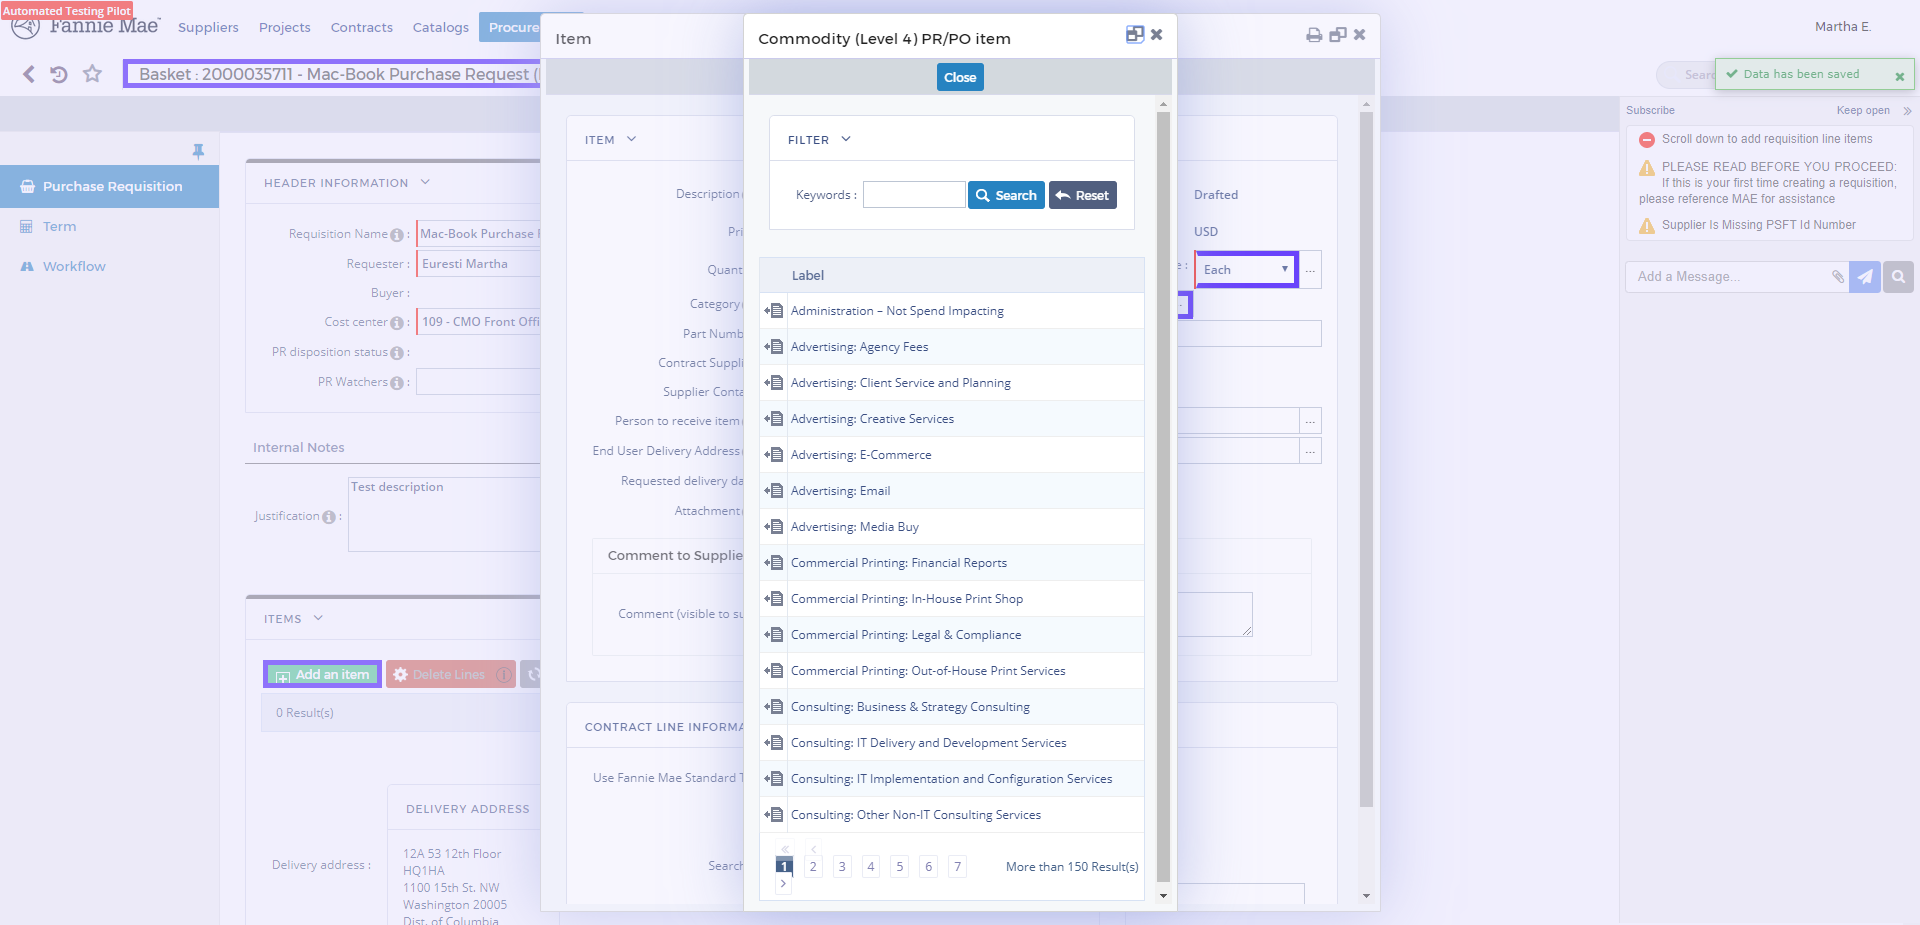 Automated Testing Pilot
Fannie Mae
Suppliers
Projects
Contracts
Catalogs
Procure
Martha E.
Basket : 2000035711 - Mac-Book Purchase Request (
Data has been saved
Purchase Requisition
Term
Workflow
HEADER INFORMATION
Requisition Name : Mac-Book Purchase
Requester : Euresti Martha
Buyer :
Cost center : 109 - CMO Front Offi
PR disposition status :
PR Watchers :
Internal Notes
Justification : Test description
ITEMS
Add an item
Delete Lines
0 Result(s)
DELIVERY ADDRESS
Delivery address :
12A 53 12th Floor
HQ1HA
1100 15th St. NW
Washington 20005
Dist. of Columbia
Item
ITEM
Description
Pri
Quant
Category
Part Numb
Contract Suppli
Supplier Conta
Person to receive item
End User Delivery Address
Requested delivery da
Attachment
Comment to Supplie
Comment (visible to su
CONTRACT LINE INFORMA
Use Fannie Mae Standard T
Search
Drafted
USD
e : Each
...
...
...
Commodity (Level 4) PR/PO item
Close
FILTER
Keywords :
Search
Reset
Label
Administration – Not Spend Impacting
Advertising: Agency Fees
Advertising: Client Service and Planning
Advertising: Creative Services
Advertising: E-Commerce
Advertising: Email
Advertising: Media Buy
Commercial Printing: Financial Reports
Commercial Printing: In-House Print Shop
Commercial Printing: Legal & Compliance
Commercial Printing: Out-of-House Print Services
Consulting: Business & Strategy Consulting
Consulting: IT Delivery and Development Services
Consulting: IT Implementation and Configuration Services
Consulting: Other Non-IT Consulting Services
1 2 3 4 5 6 7
More than 150 Result(s)
Subscribe
Keep open
Scroll down to add requisition line items
PLEASE READ BEFORE YOU PROCEED:
If this is your first time creating a requisition,
please reference MAE for assistance
Supplier Is Missing PSFT Id Number
Add a Message...